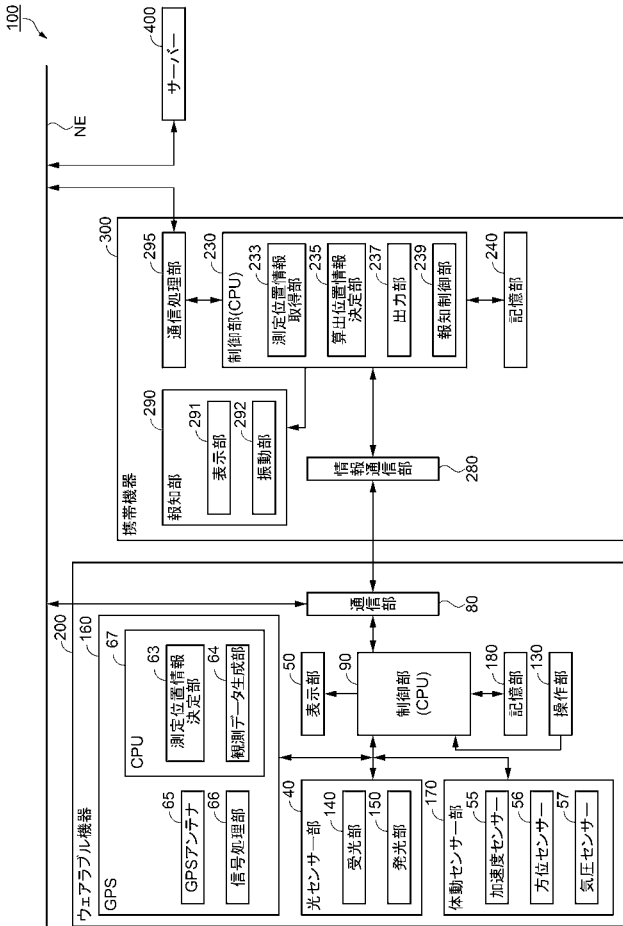 100
400
サーバー
NE
300
携帯機器
295
通信処理部
230
制御部(CPU)
233
測定位置情報
取得部
235
算出位置情報
決定部
237
出力部
239
報知制御部
240
記憶部
290
報知部
291
表示部
292
振動部
情報通信部
280
200
ウェアラブル機器
160
GPS
67
CPU
63
測定位置情報
決定部
64
観測データ生成部
65
GPSアンテナ
66
信号処理部
通信部
80
50
表示部
90
制御部
(CPU)
180
記憶部
130
操作部
40
光センサー部
140
受光部
150
発光部
170
体動センサー部
55
加速度センサー
56
方位センサー
57
気圧センサー